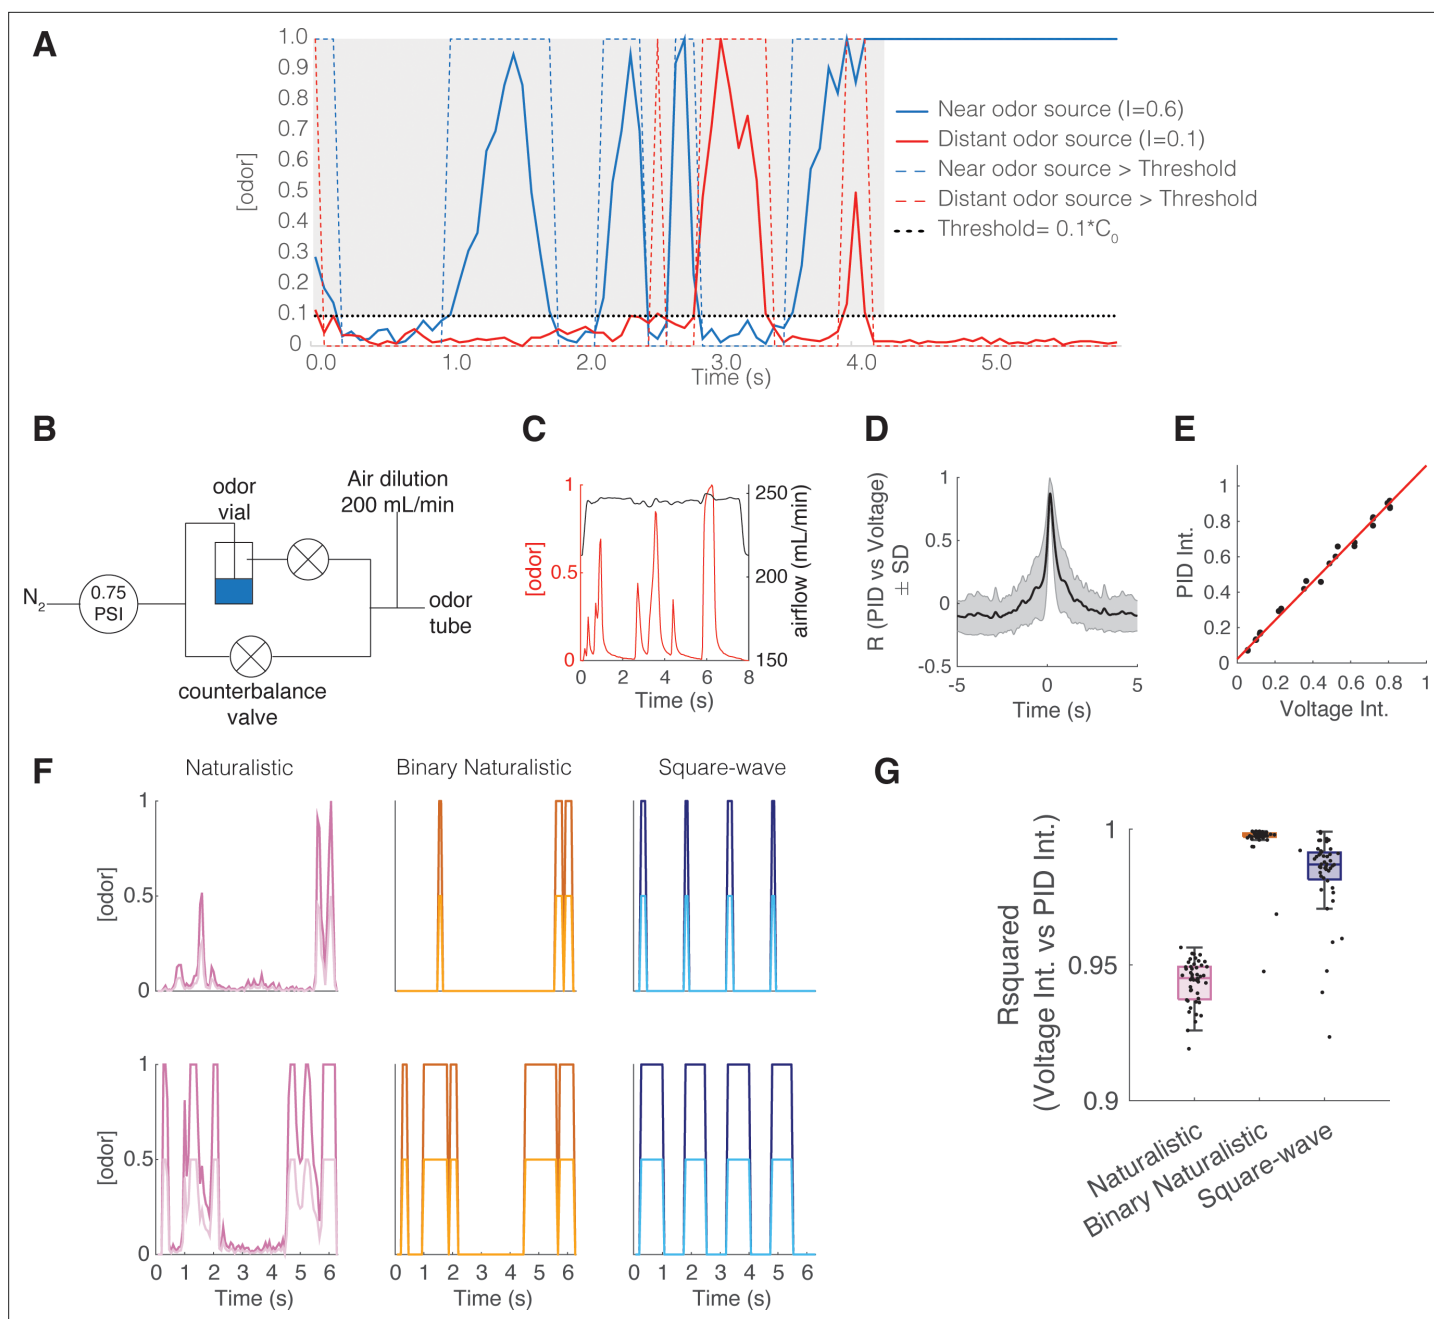 A
1.0
0.9
0.8
0.7
0.6
0.5
0.4
0.3
0.2
0.1
0
[odor]
0.0 1.0 2.0 3.0 4.0 5.0
Time (s)
Near odor source (I=0.6)
Distant odor source (I=0.1)
Near odor source > Threshold
Distant odor source > Threshold
Threshold= 0.1*C₀
B
N₂
0.75
PSI
odor
vial
Air dilution
200 mL/min
odor
tube
counterbalance
valve
C
1
0.5
0
[odor]
250
200
150
airflow (mL/min)
0 2 4 6 8
Time (s)
D
1
0.5
0
-0.5
R (PID vs Voltage)
± SD
-5 0 5
Time (s)
E
1
0.8
0.6
0.4
0.2
0
PID Int.
0 0.2 0.4 0.6 0.8 1
Voltage Int.
F
Naturalistic Binary Naturalistic Square-wave
1
0.5
0
[odor]
1
0.5
0
[odor]
0 1 2 3 4 5 6 0 1 2 3 4 5 6 0 1 2 3 4 5 6
Time (s) Time (s) Time (s)
G
1
0.95
0.9
Rsquared
(Voltage Int. vs PID Int.)
Naturalistic
Binary Naturalistic
Square-wave